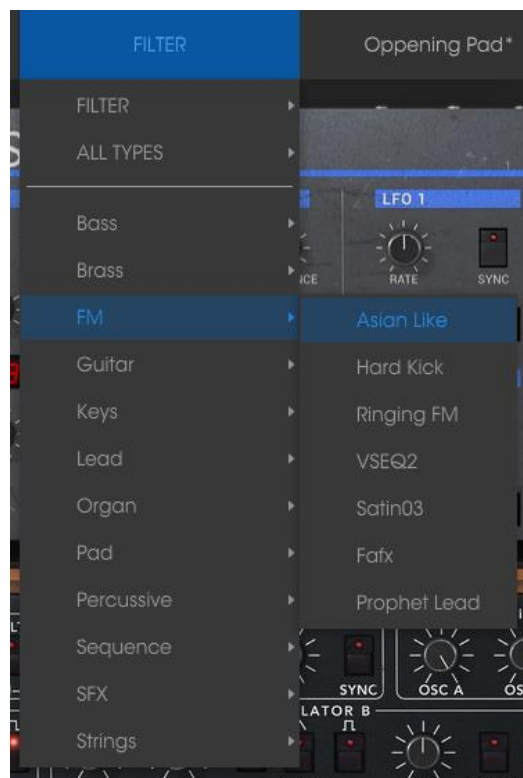 FILTER
Oppening Pad*
FILTER
ALL TYPES
S
LFO 1
Bass
Brass
RATE
SYNC
FM
Asian Like
Guitar
Hard Kick
Keys
Ringing FM
Lead
VSEQ2
Organ
Satin03
Pad
Fafx
Percussive
Prophet Lead
Sequence
SYNC
OSC A
SFX
LATOR B
Strings